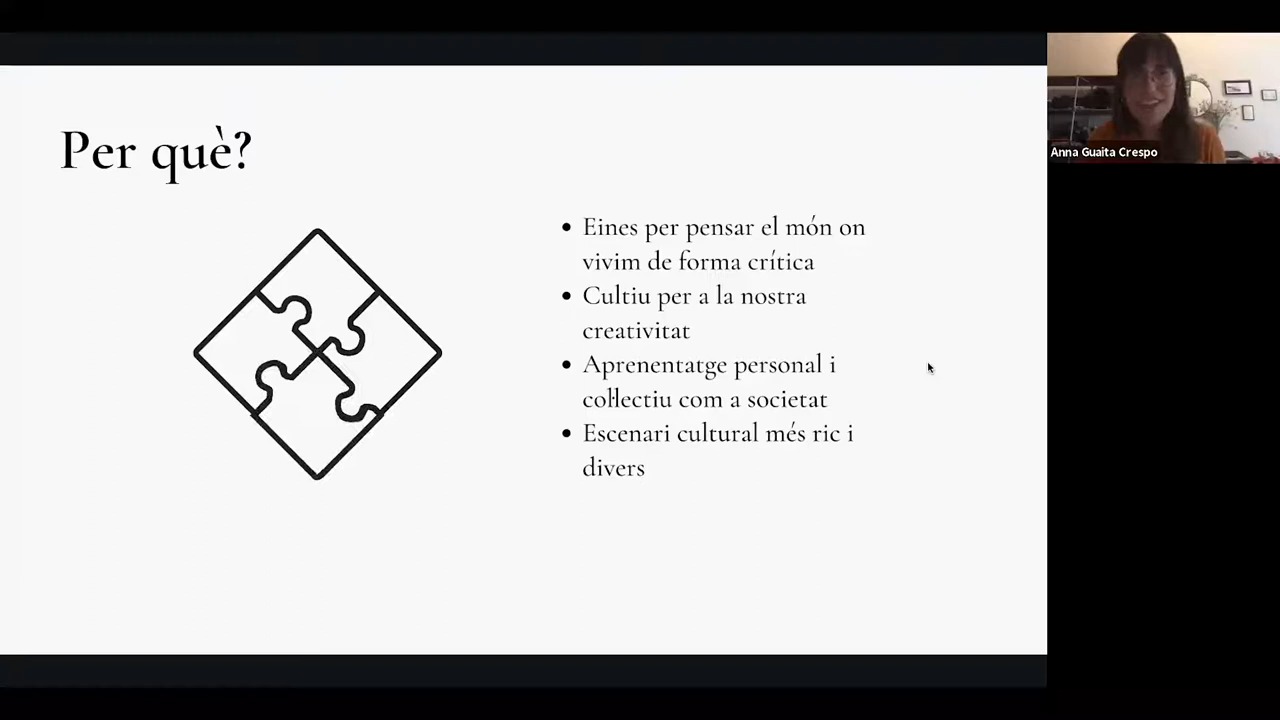 Per què?
• Eines per pensar el món on
vivim de forma crítica
• Cultiu per a la nostra
creativitat
• Aprenentatge personal i
col·lectiu com a societat
• Escenari cultural més ric i
divers
Anna Guaita Crespo